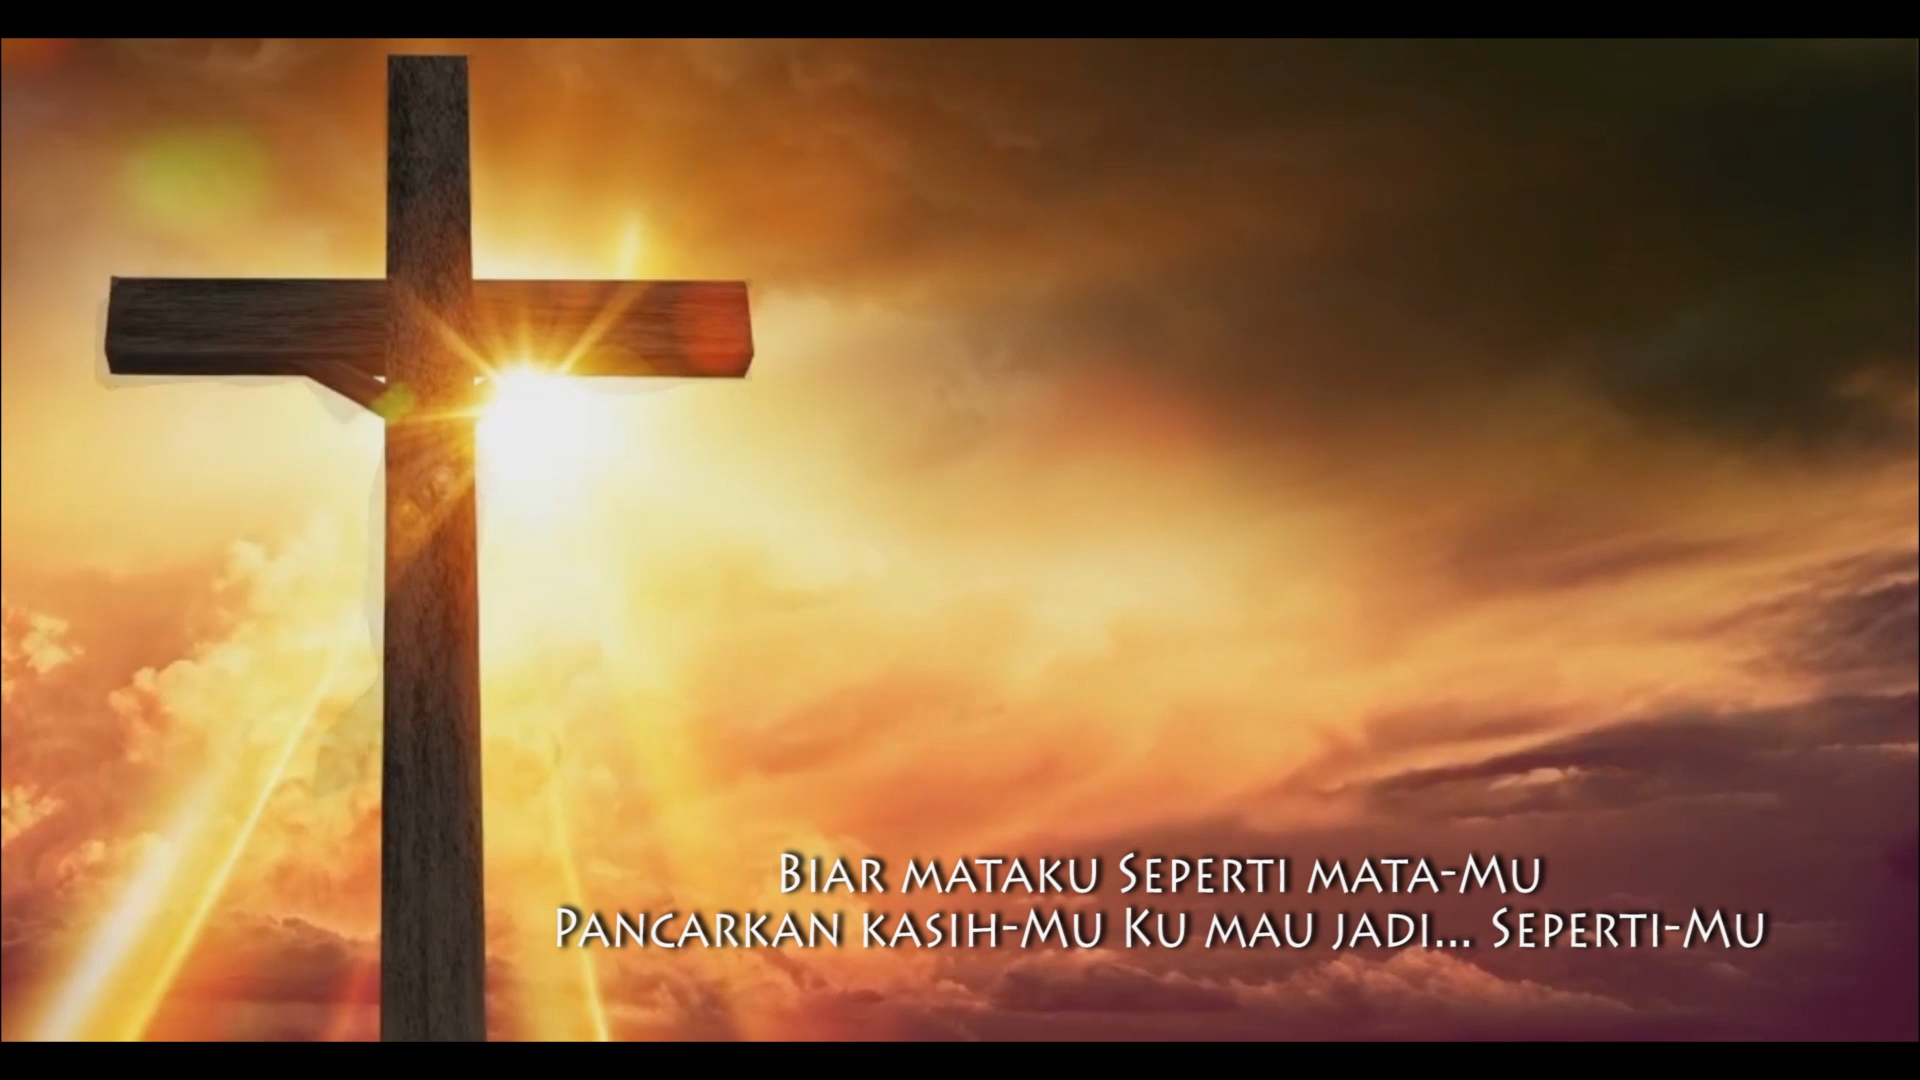 Biar mataku Seperti mata-Mu
Pancarkan kasih-Mu Ku mau jadi... Seperti-Mu